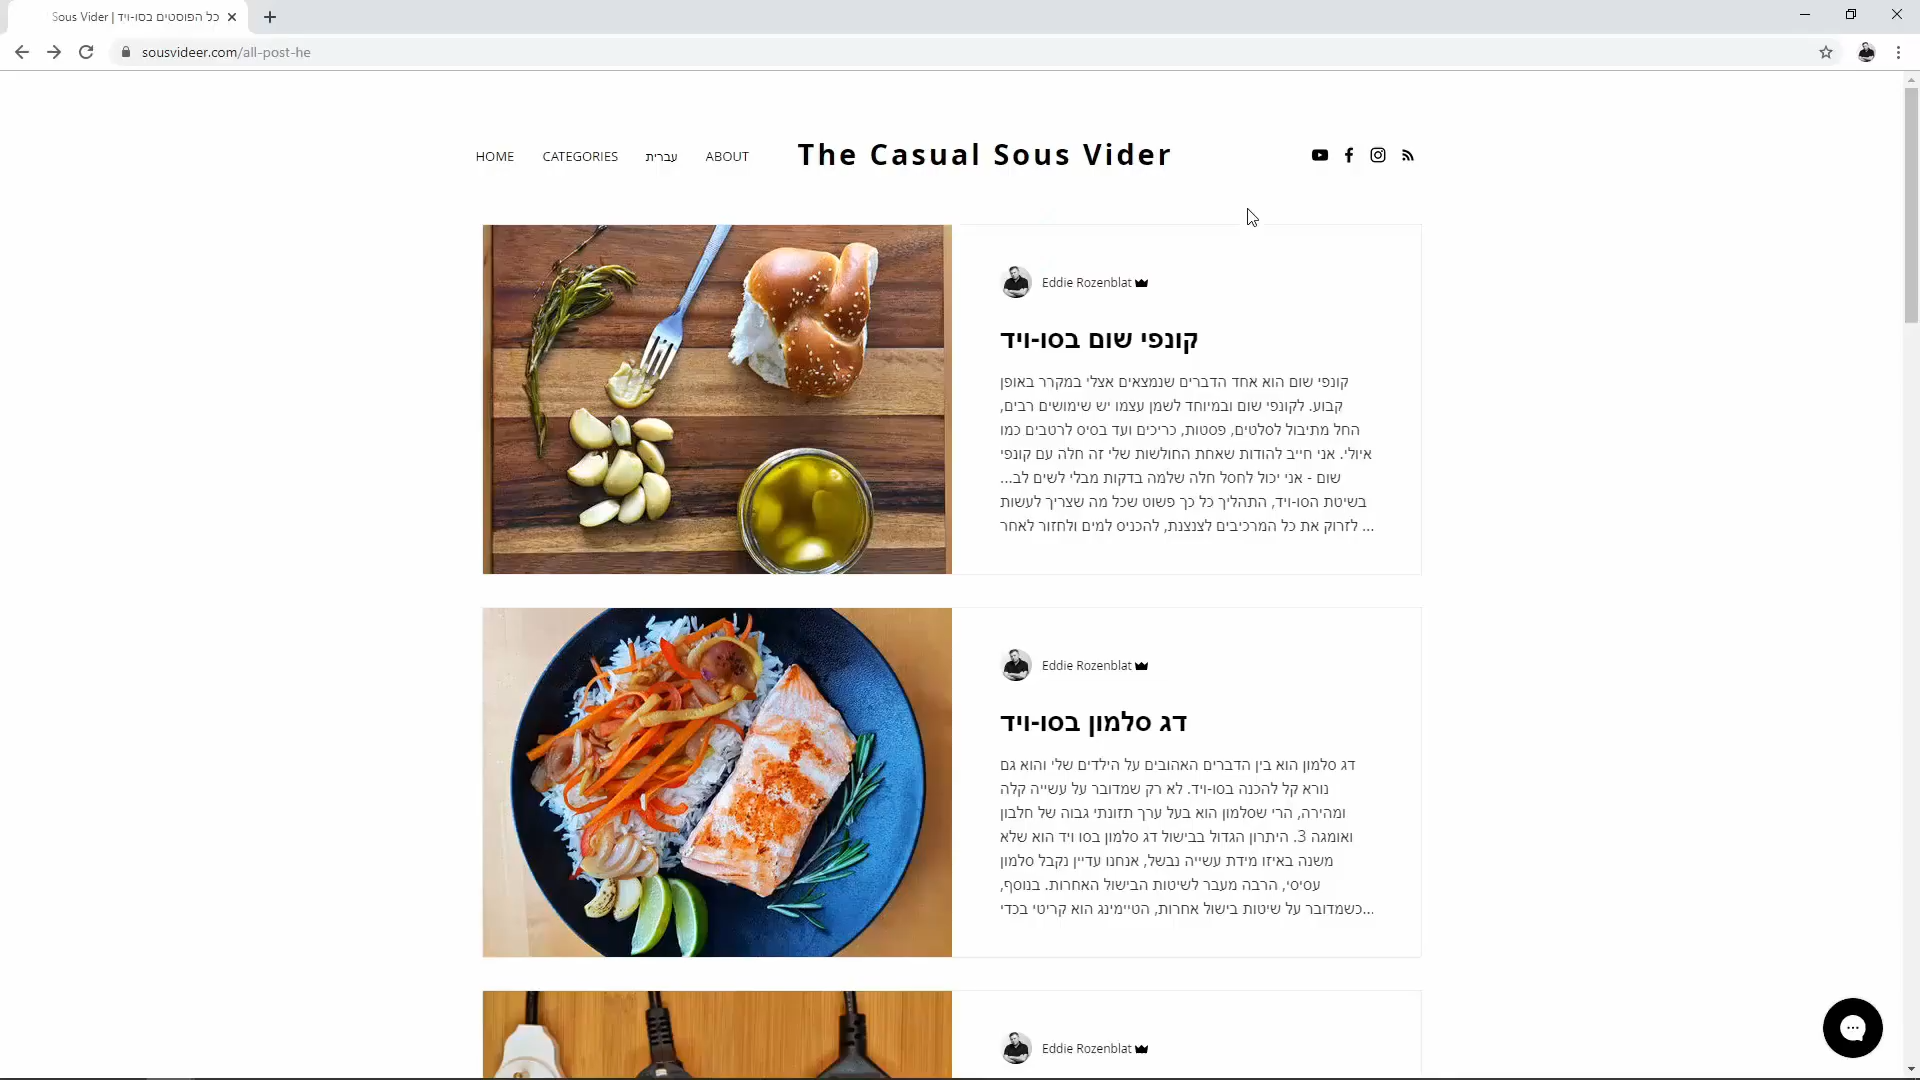 Sous Vider | כל הפוסטים בסו-ויד
sousvideer.com/all-post-he
HOME CATEGORIES עברית ABOUT The Casual Sous Vider
Eddie Rozenblat
קונפי שום בסו-ויד
קונפי שום הוא אחד הדברים שנמצאים אצלי במקרר באופן
קבוע. לקונפי שום ובמיוחד לשמן עצמו יש שימושים רבים,
החל מתיבול לסלטים, פסטות, כריכים ועד בסיס לרטבים כמו
איולי. אני חייב להודות שאחת החולשות שלי זה חלה עם קונפי
שום - אני יכול לחסל חלה שלמה בדקות מבלי לשים לב...
בשיטת הסו-ויד, התהליך כל כך פשוט שכל מה שצריך לעשות
... לזרוק את כל המרכיבים לצנצנת, להכניס למים ולחזור לאחר
Eddie Rozenblat
דג סלמון בסו-ויד
דג סלמון הוא בין הדברים האהובים על הילדים שלי והוא גם
נורא קל להכנה בסו-ויד. לא רק שמדובר על עשייה קלה
ומהירה, הרי שסלמון הוא בעל ערך תזונתי גבוה של חלבון
ואומגה 3. היתרון הגדול בבישול דג סלמון בסו ויד הוא שלא
משנה באיזו מידת עשייה נבשל, אנחנו עדיין נקבל סלמון
עסיסי, הרבה מעבר לשיטות הבישול האחרות. בנוסף,
כשמדובר על שיטות בישול אחרות, הטיימינג הוא קריטי בכדי...
Eddie Rozenblat